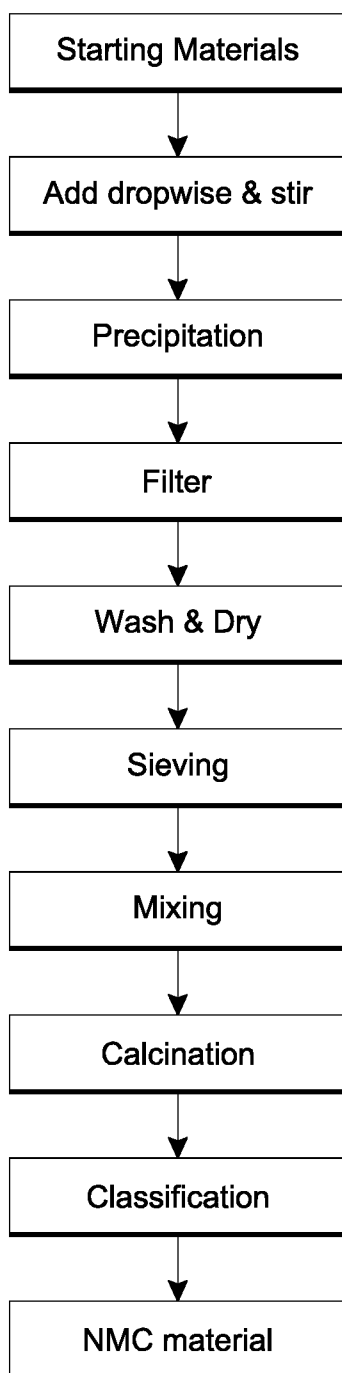 Starting Materials
Add dropwise & stir
Precipitation
Filter
Wash & Dry
Sieving
Mixing
Calcination
Classification
NMC material